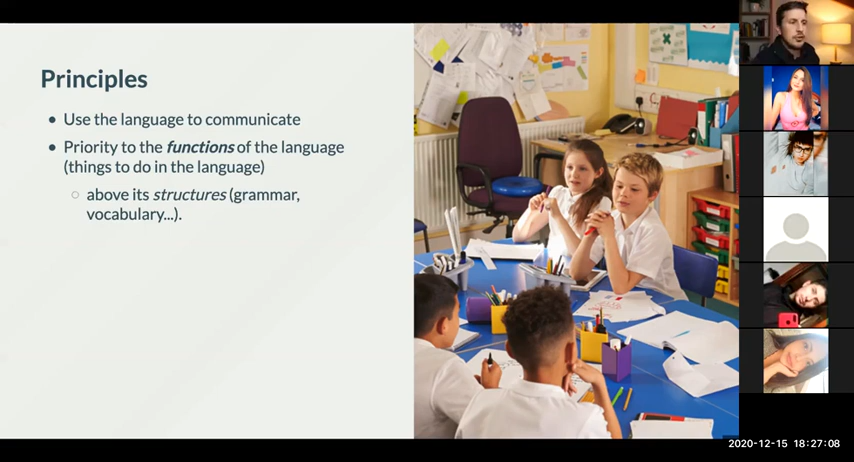 Principles
Use the language to communicate
Priority to the functions of the language
(things to do in the language)
above its structures (grammar,
vocabulary...).
2020-12-15 18:27:08